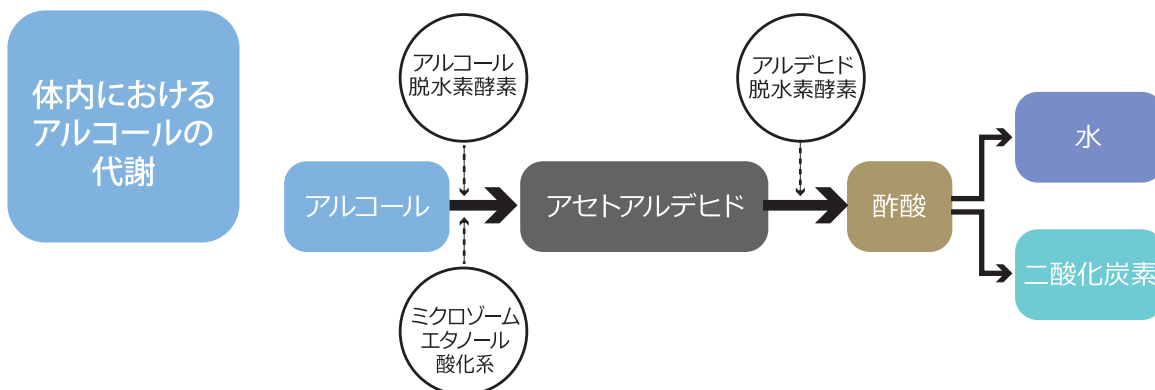 体内における
アルコールの
代謝
アルコール
脱水素酵素
アルデヒド
脱水素酵素
アルコール
アセトアルデヒド
酢酸
水
二酸化炭素
ミクロゾーム
エタノール
酸化系